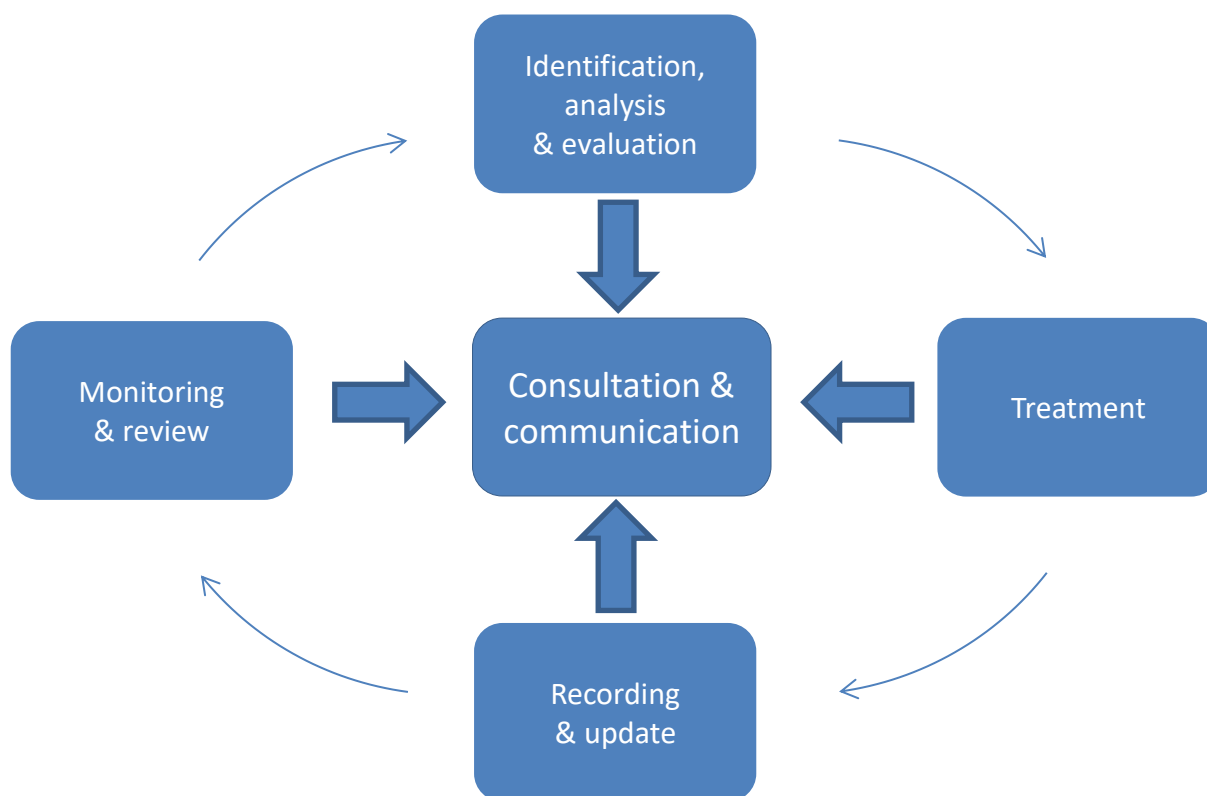 Identification,
analysis
& evaluation
Consultation &
communication
Monitoring
& review
Treatment
Recording
& update